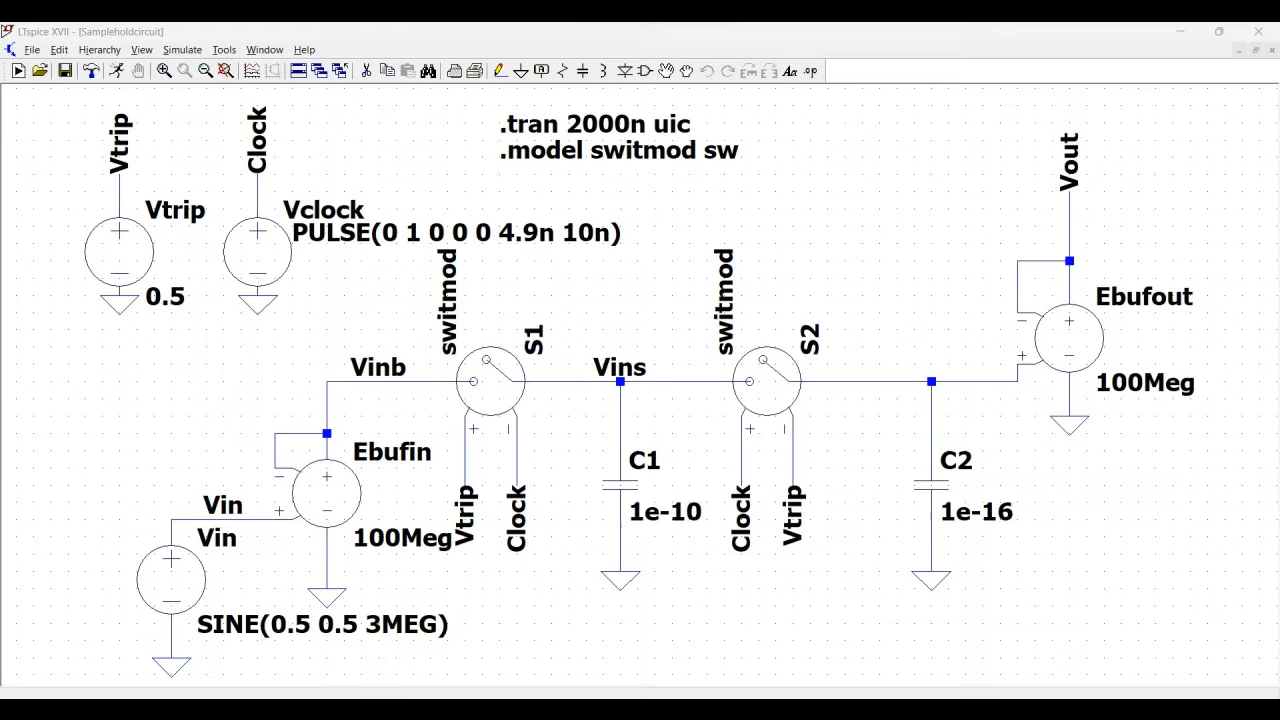 LTspice XVII - [Sampleholdcircuit]
File Edit Hierarchy View Simulate Tools Window Help
Aa .op
Vtrip
Clock
.tran 2000n uic
.model switmod sw
Vout
Vtrip
Vclock
PULSE(0 1 0 0 0 4.9n 10n)
0.5
switmod
S1
switmod
S2
Ebufout
100Meg
Vinb
Vins
Ebufin
C1
C2
Vin
1e-10
1e-16
Vin
100Meg
Vtrip
Clock
Clock
Vtrip
SINE(0.5 0.5 3MEG)